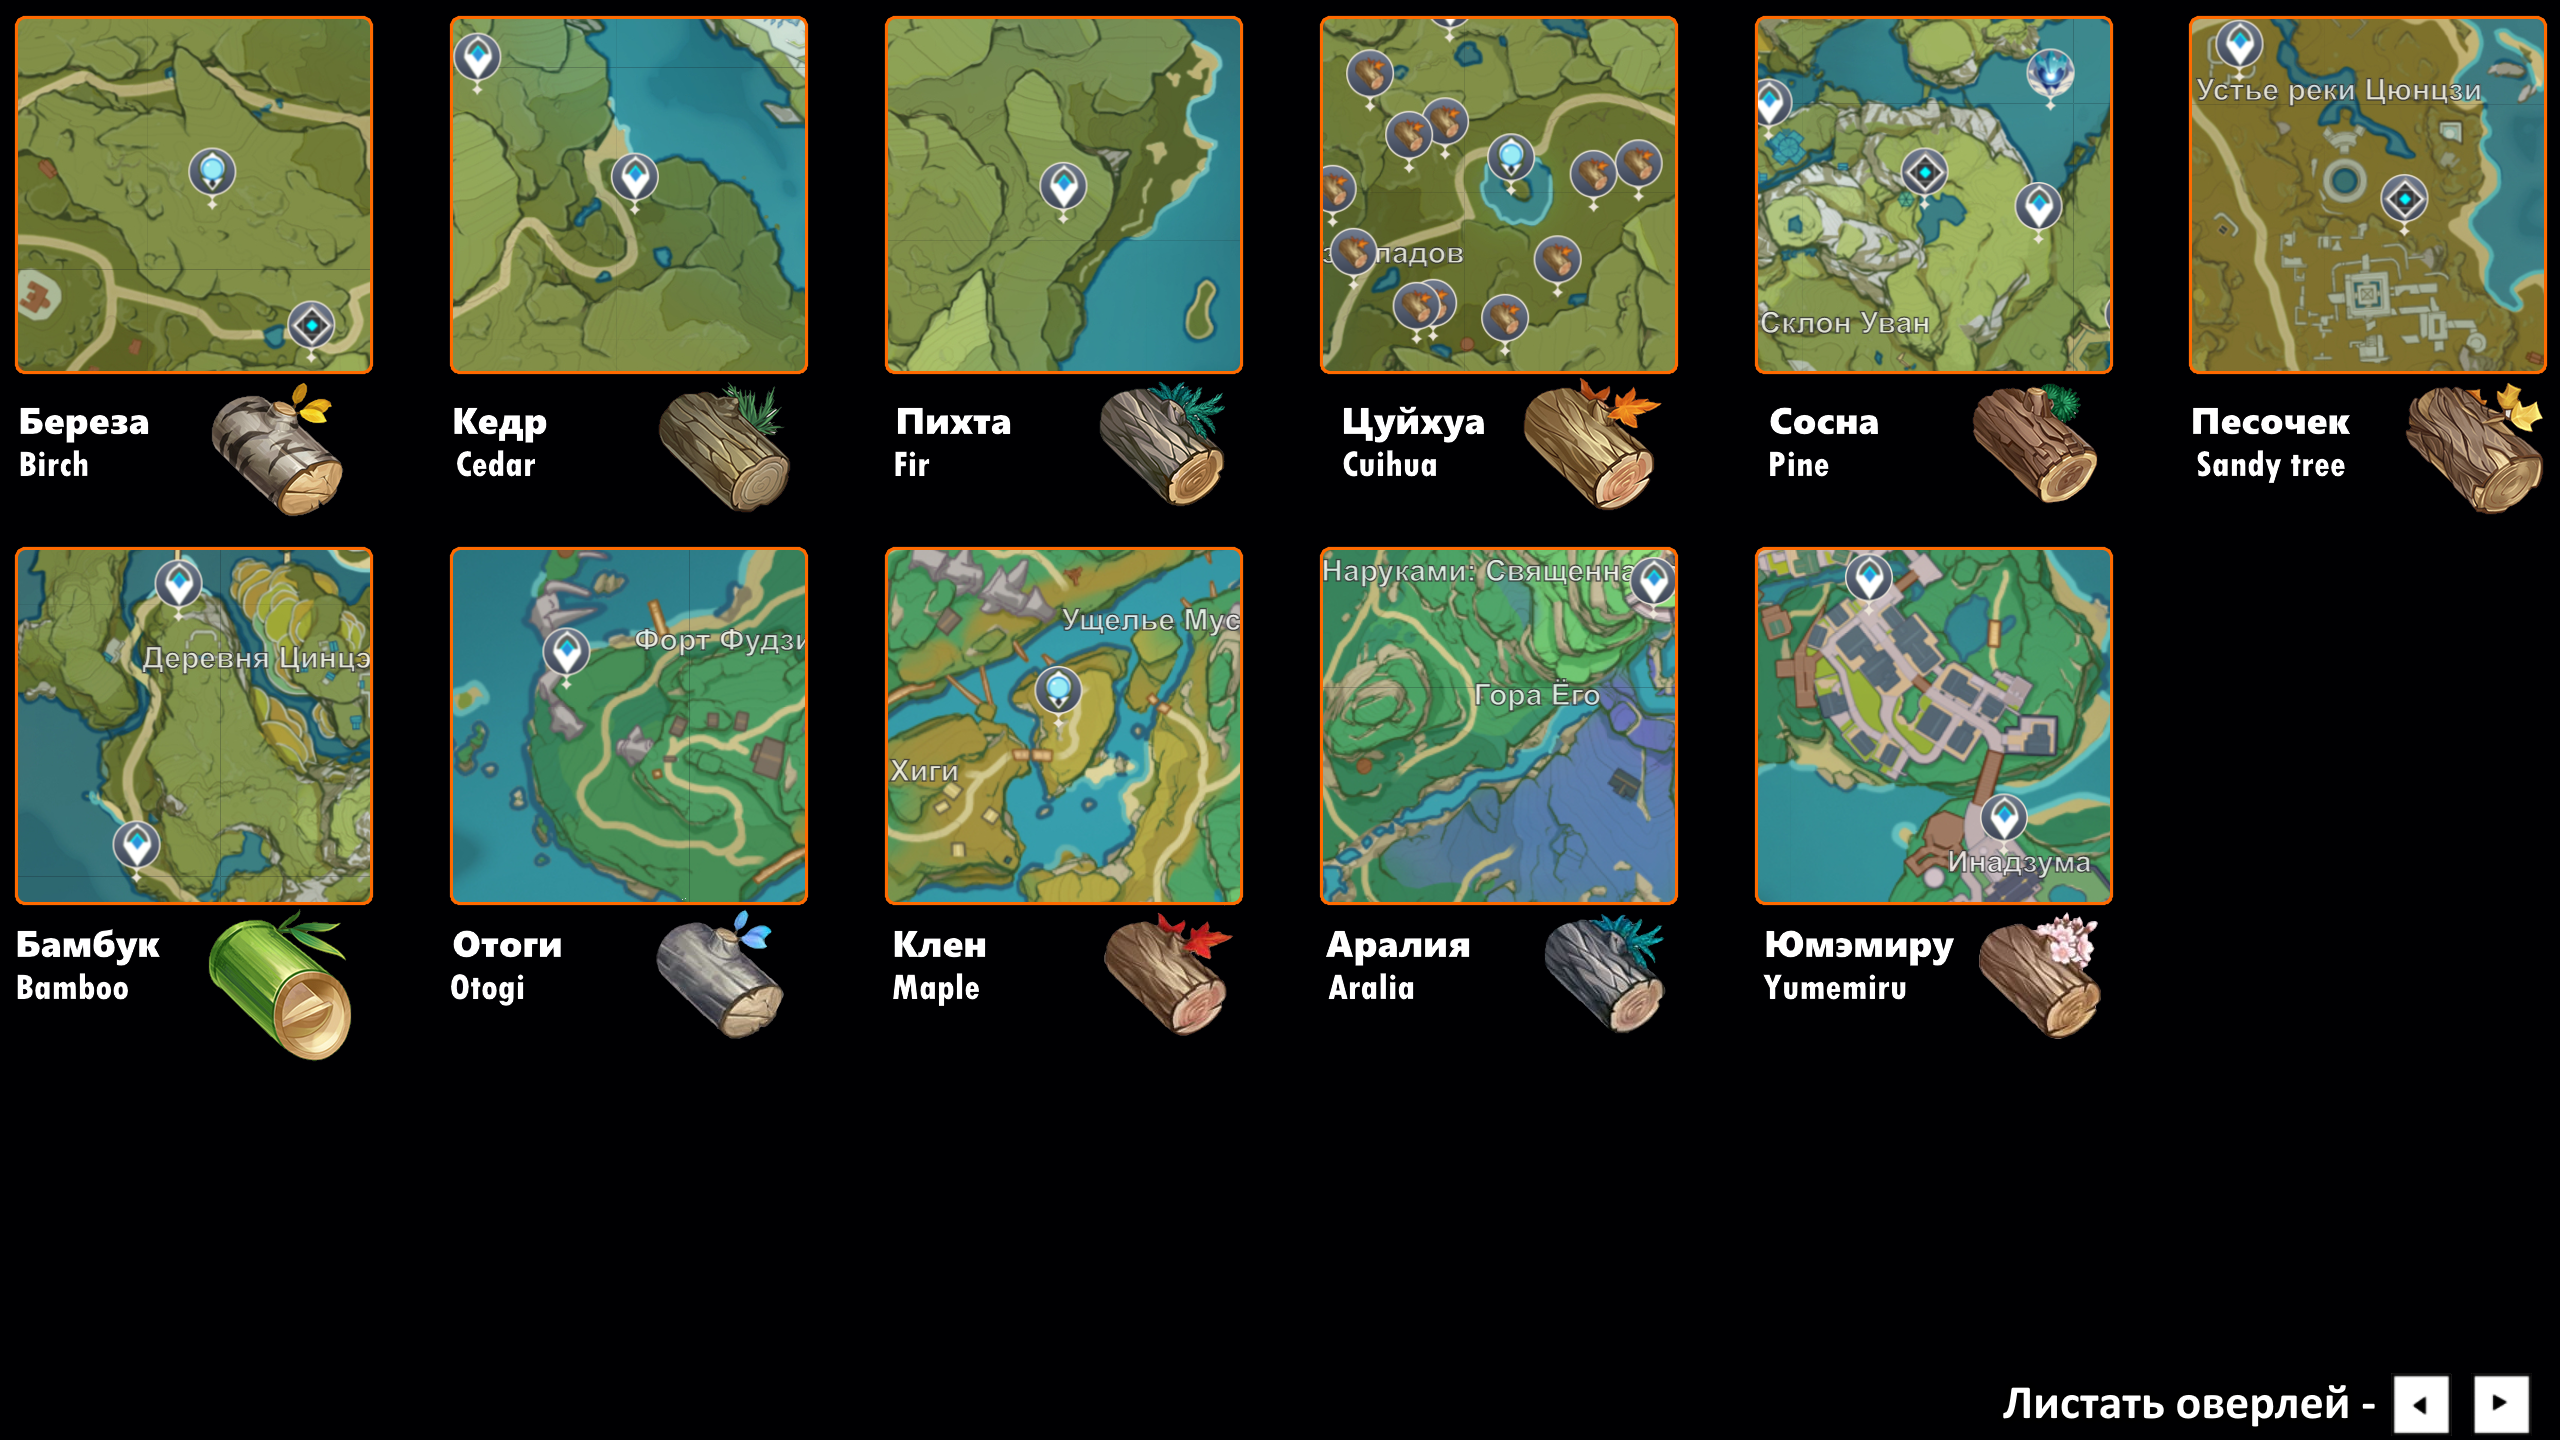 Устье реки Цюнцзи
Склон Уван
Береза
Birch
Кедр
Cedar
Пихта
Fir
Цуйхуа
Cuihua
Сосна
Pine
Песочек
Sandy tree
Деревня Цинцэ
Форт Фудзи
Ущелье Мус
Хиги
Наруками: Священна
Гора Ёго
Инадзума
Бамбук
Bamboo
Отоги
Otogi
Клен
Maple
Аралия
Aralia
Юмэмиру
Yumemiru
Листать оверлей -